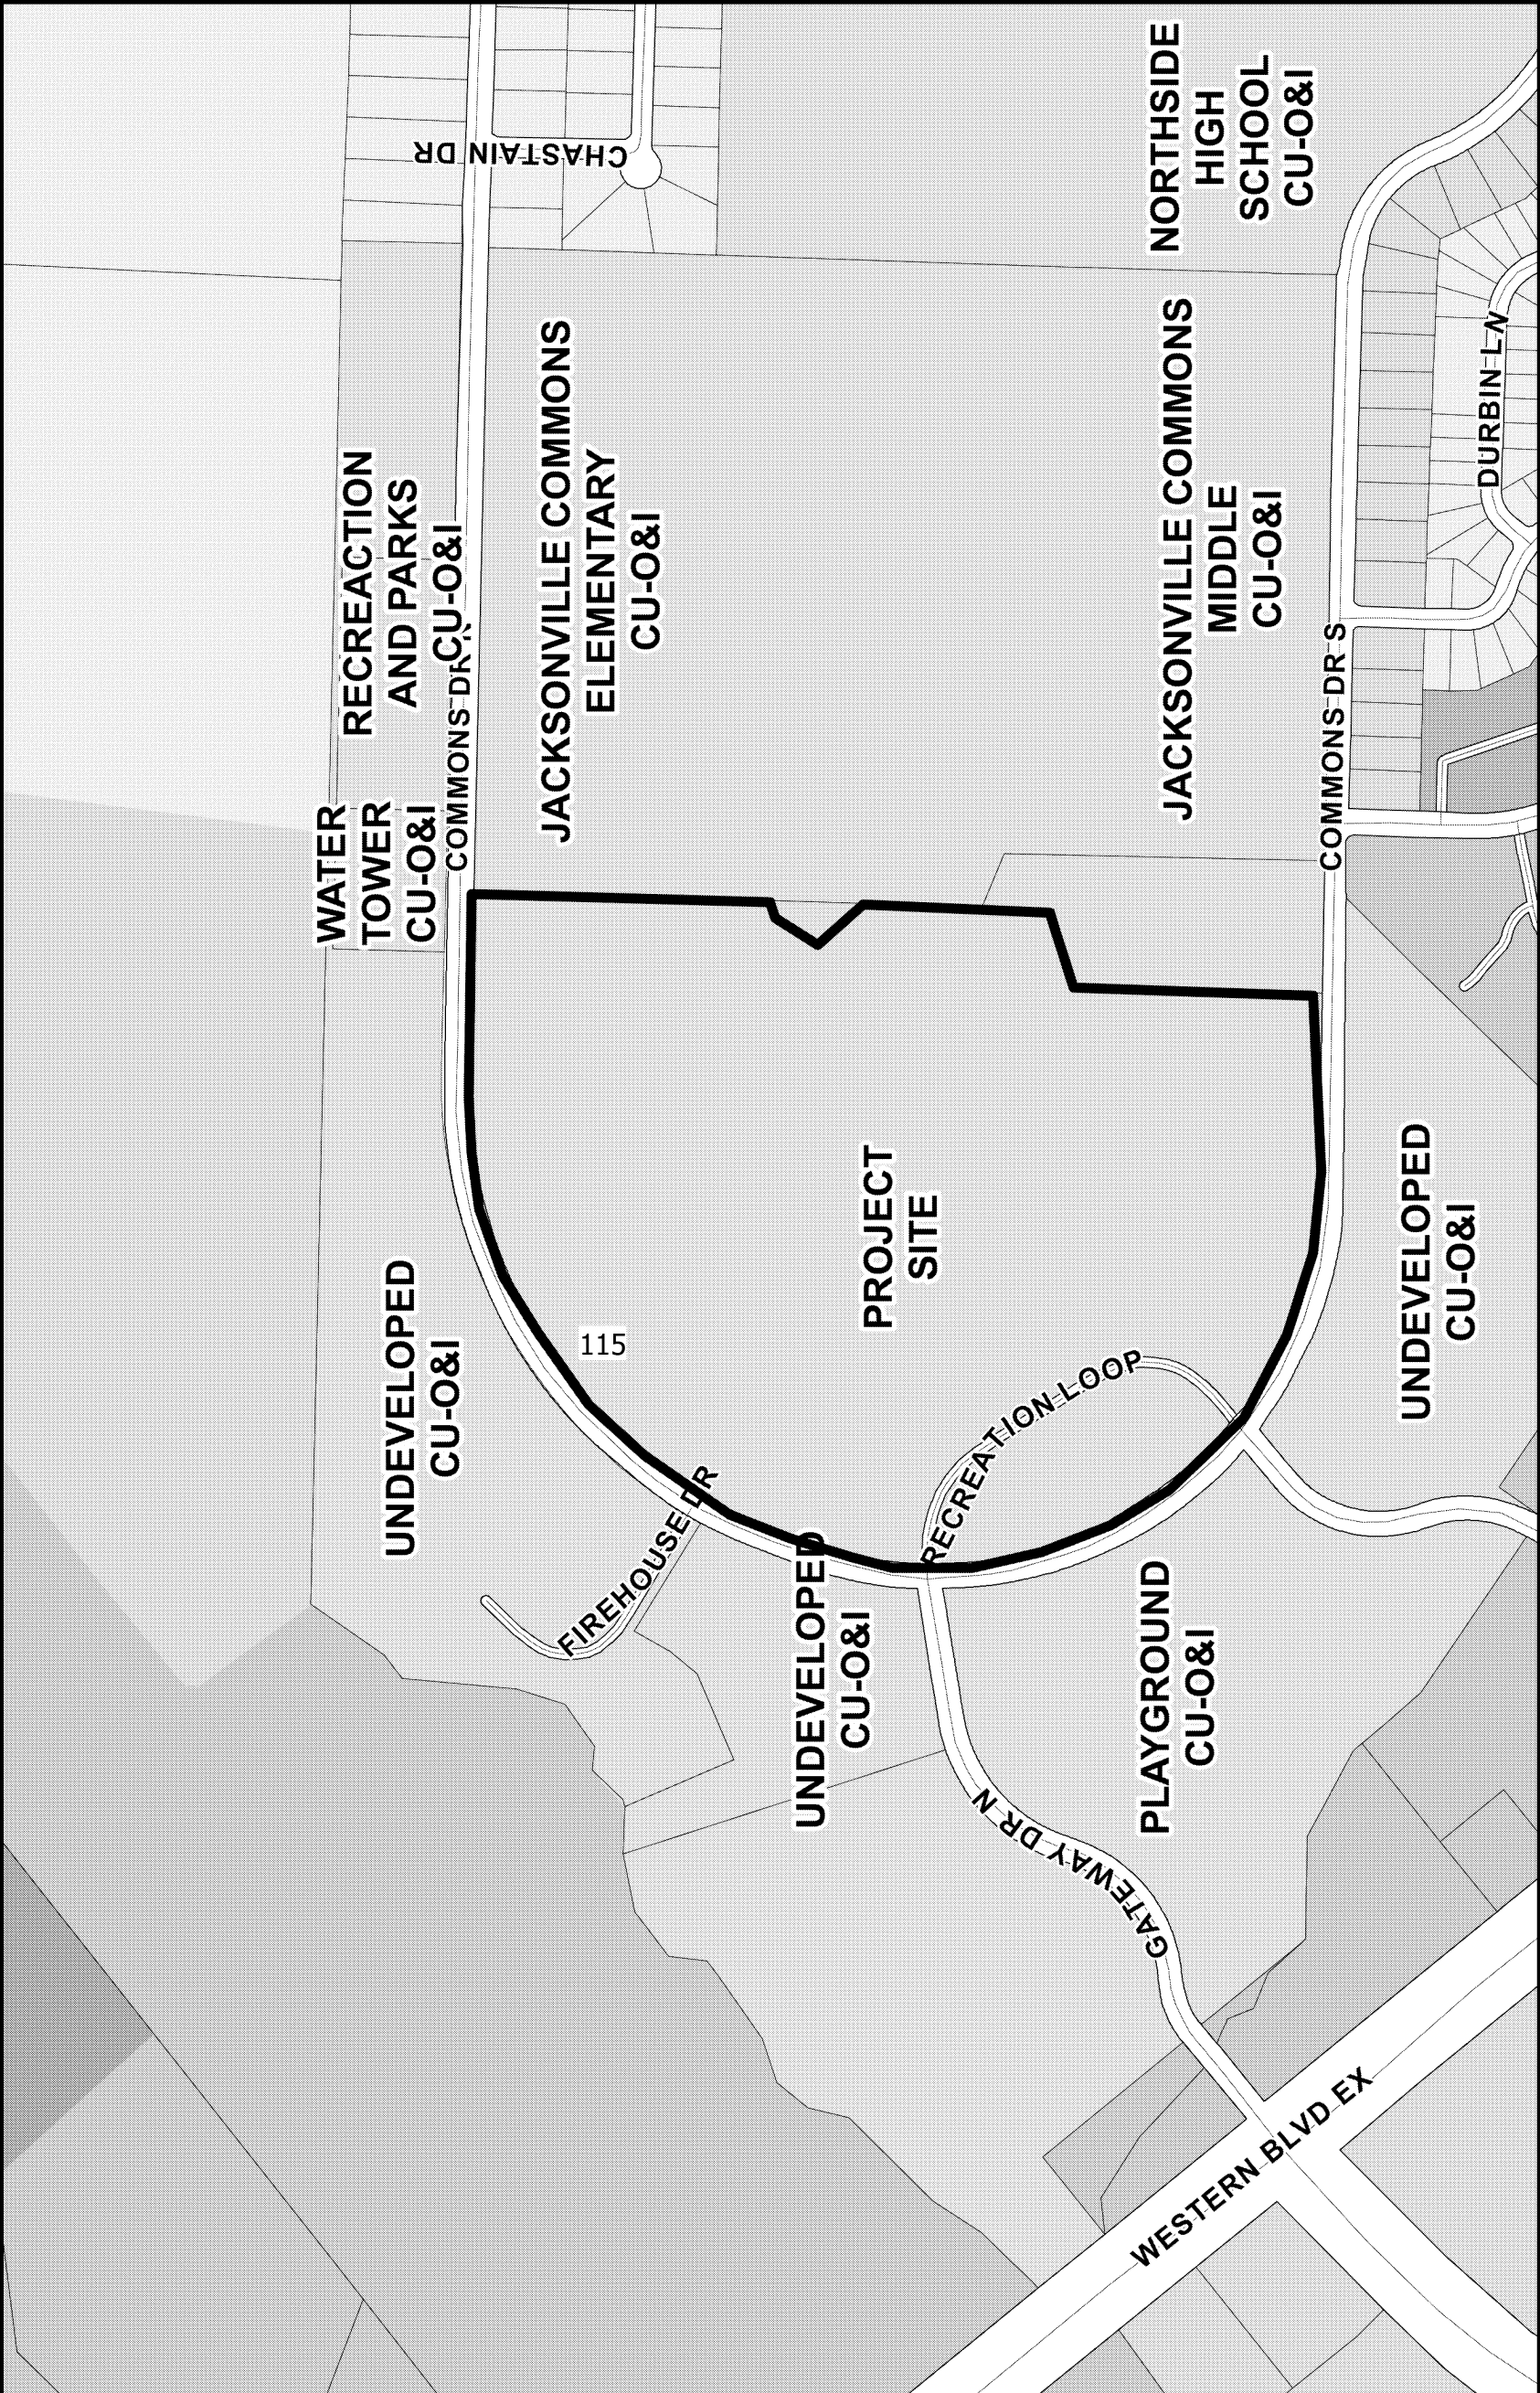 CHASTAIN DR
NORTHSIDE
HIGH
SCHOOL
CU-O&I
RECREACTION
AND PARKS
CU-O&I
JACKSONVILLE COMMONS
ELEMENTARY
CU-O&I
JACKSONVILLE COMMONS
MIDDLE
CU-O&I
DURBIN LN
WATER
TOWER
CU-O&I
COMMONS DR N
COMMONS DR S
PROJECT
SITE
115
UNDEVELOPED
CU-O&I
UNDEVELOPED
CU-O&I
RECREATION LOOP
FIREHOUSE DR
UNDEVELOPED
CU-O&I
PLAYGROUND
CU-O&I
GATEWAY DR N
WESTERN BLVD EX